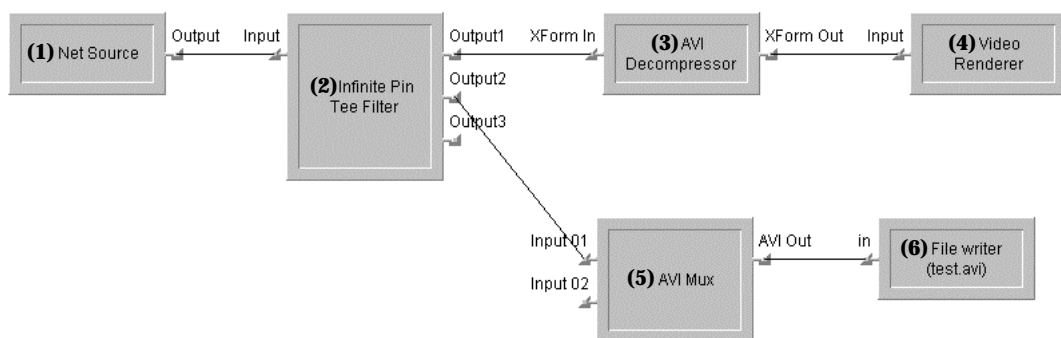 (1) Net Source
Output
Input
(2) Infinite Pin
Tee Filter
Output1
Output2
Output3
XForm In
(3) AVI
Decompressor
XForm Out
Input
(4) Video
Renderer
Input 01
Input 02
(5) AVI Mux
AVI Out
in
(6) File writer
(test.avi)